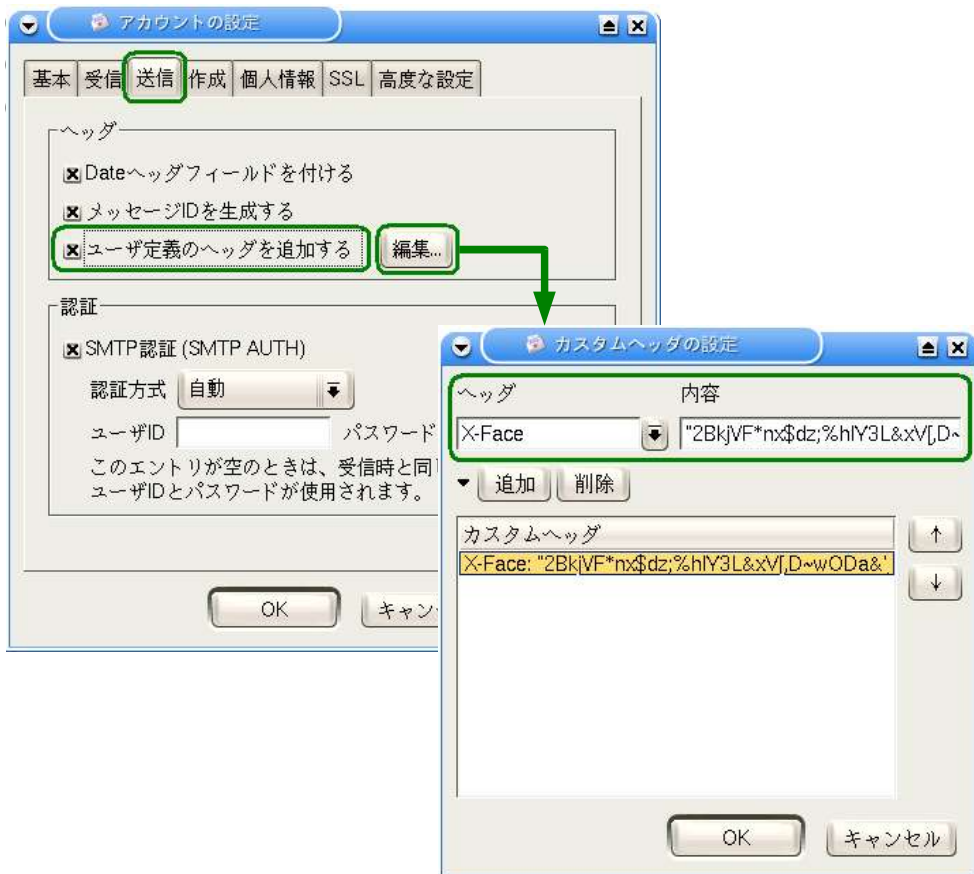 アカウントの設定
基本 受信 送信 作成 個人情報 SSL 高度な設定
ヘッダ
Dateヘッダフィールドを付ける
メッセージIDを生成する
ユーザ定義のヘッダを追加する 編集...
認証
SMTP認証 (SMTP AUTH)
認証方式 自動
ユーザID パスワード
このエントリが空のときは、受信時と同じ
ユーザIDとパスワードが使用されます。
OK キャン
カスタムヘッダの設定
ヘッダ 内容
X-Face "2BkjVF*nx$dz;%hlY3L&xV[,D~
追加 削除
カスタムヘッダ
X-Face: "2BkjVF*nx$dz;%hlY3L&xV[,D~wODa&',
↑
↓
OK キャンセル